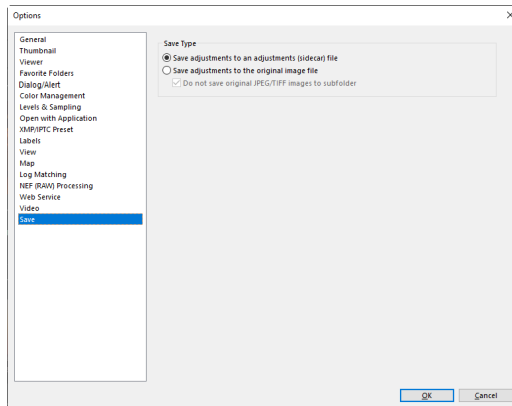 Options
General
Thumbnail
Viewer
Favorite Folders
Dialog/Alert
Color Management
Levels & Sampling
Open with Application
XMP/IPTC Preset
Labels
View
Map
Log Matching
NEF (RAW) Processing
Web Service
Video
Save
Save Type
Save adjustments to an adjustments (sidecar) file
Save adjustments to the original image file
Do not save original JPEG/TIFF images to subfolder
OK Cancel